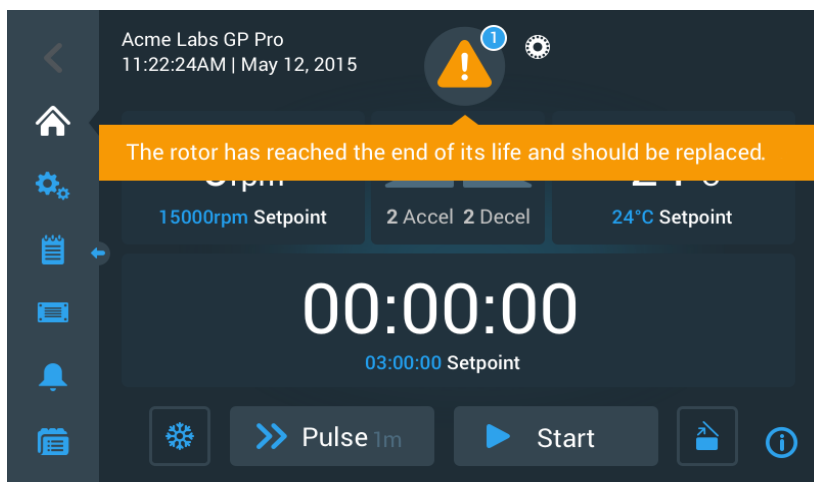 Acme Labs GP Pro
11:22:24AM | May 12, 2015
1
The rotor has reached the end of its life and should be replaced.
15000rpm Setpoint
2 Accel 2 Decel
24°C Setpoint
00:00:00
03:00:00 Setpoint
Pulse 1m
Start